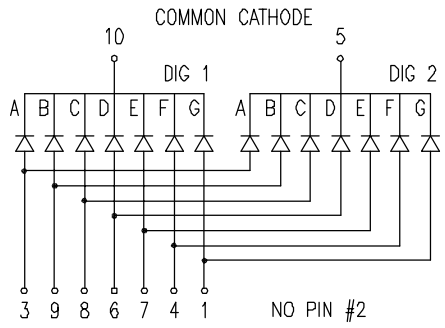 COMMON CATHODE
10 5
DIG 1 DIG 2
A B C D E F G A B C D E F G
3 9 8 6 7 4 1 NO PIN #2